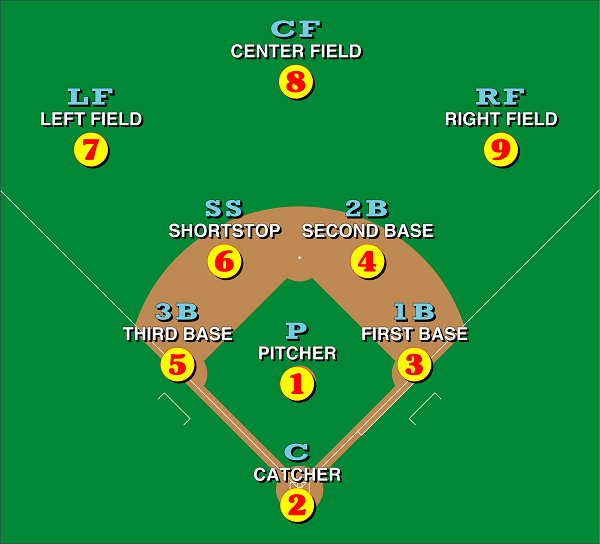 CF
CENTER FIELD
8
LF
LEFT FIELD
7
RF
RIGHT FIELD
9
SS
SHORTSTOP
6
2B
SECOND BASE
4
3B
THIRD BASE
5
P
PITCHER
1
1B
FIRST BASE
3
C
CATCHER
2